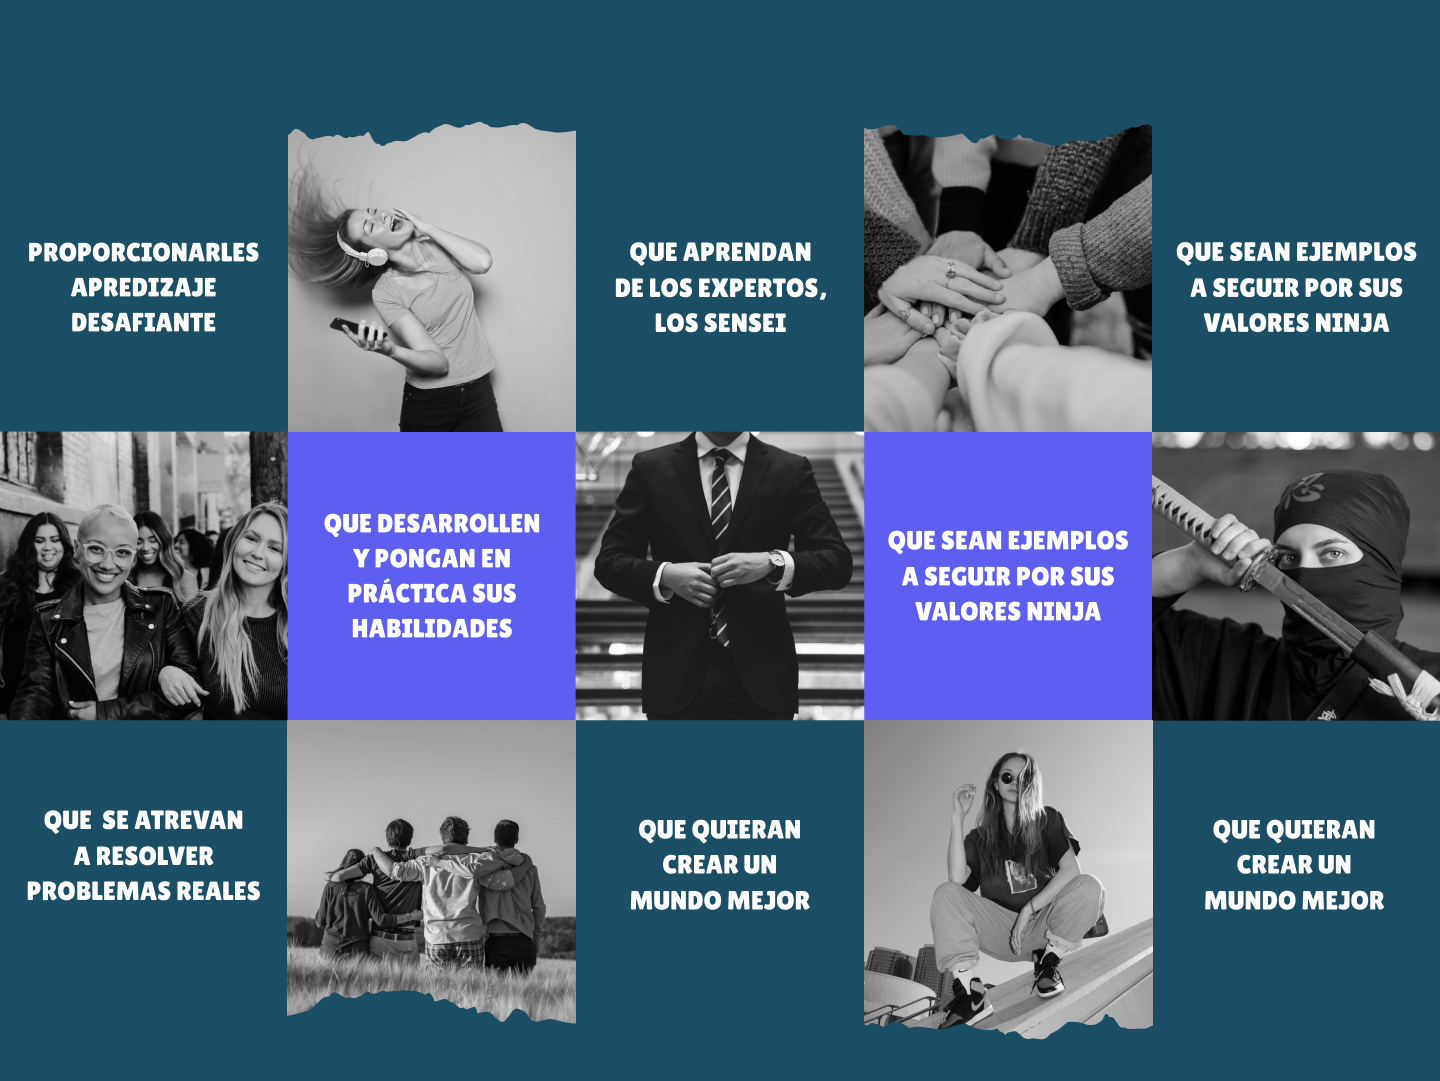 PROPORCIONARLES
APREDIZAJE
DESAFIANTE
QUE APRENDAN
DE LOS EXPERTOS,
LOS SENSEI
QUE SEAN EJEMPLOS
A SEGUIR POR SUS
VALORES NINJA
QUE DESARROLLEN
Y PONGAN EN
PRÁCTICA SUS
HABILIDADES
QUE SEAN EJEMPLOS
A SEGUIR POR SUS
VALORES NINJA
QUE SE ATREVAN
A RESOLVER
PROBLEMAS REALES
QUE QUIERAN
CREAR UN
MUNDO MEJOR
QUE QUIERAN
CREAR UN
MUNDO MEJOR